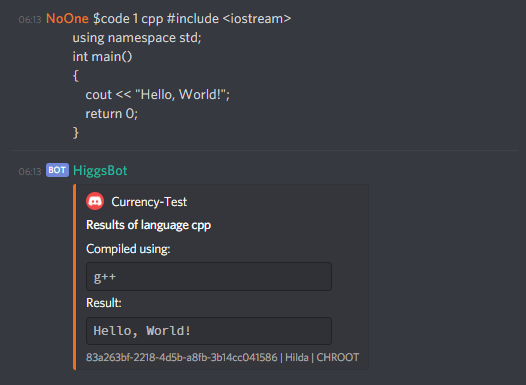 06:13 NoOne $code 1 cpp #include <iostream>
using namespace std;
int main()
{
cout << "Hello, World!";
return 0;
}
06:13 BOT HiggsBot
Currency-Test
Results of language cpp
Compiled using:
g++
Result:
Hello, World!
83a263bf-2218-4d5b-a8fb-3b14cc041586 | Hilda | CHROOT